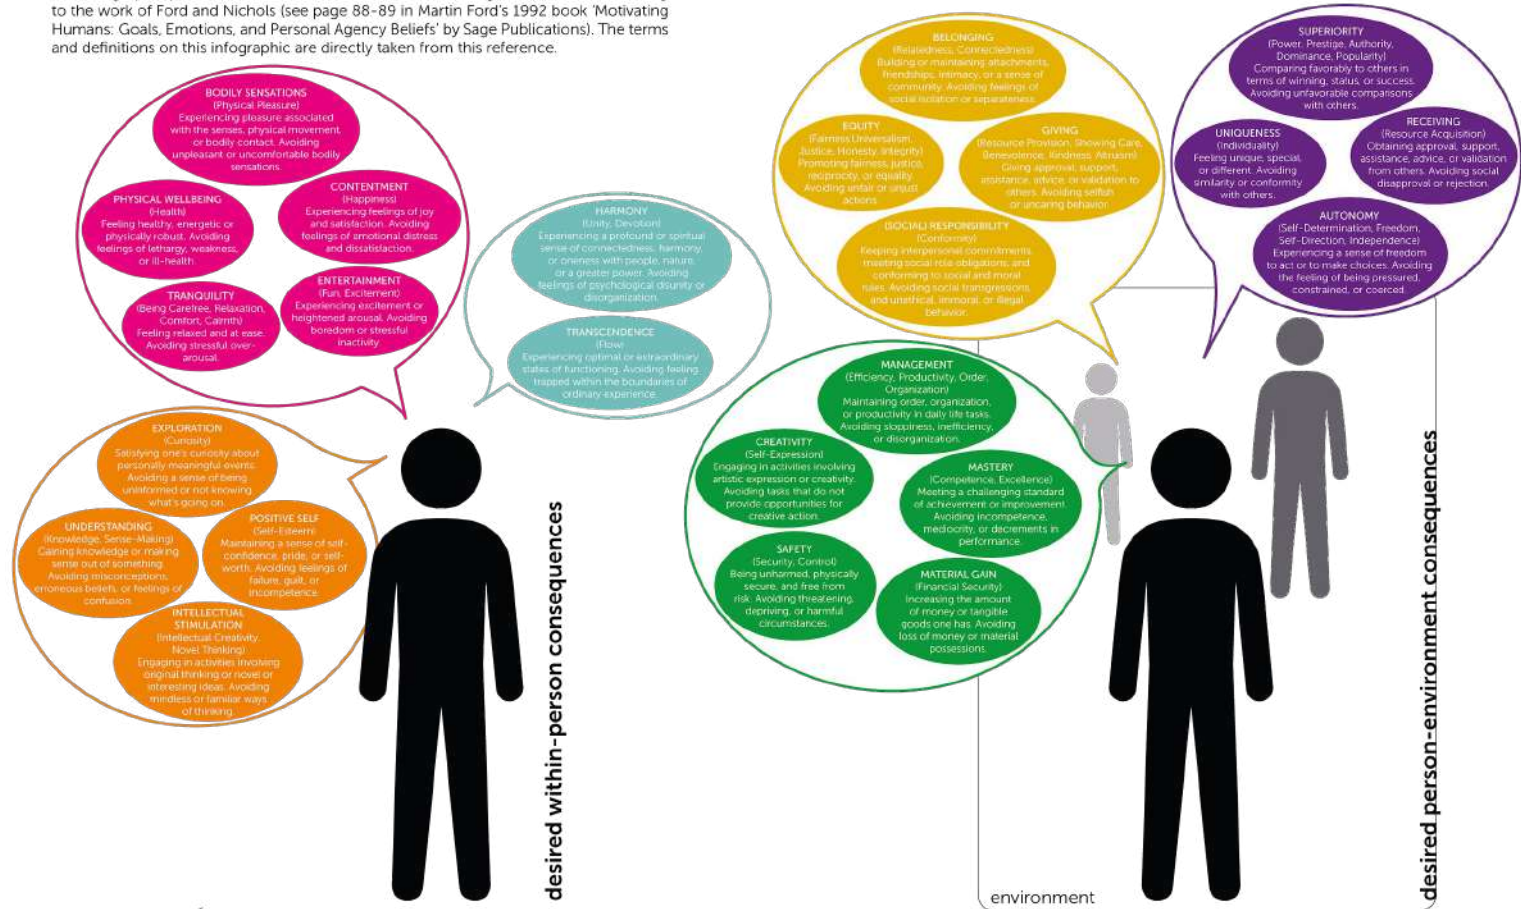 to the work of Ford and Nichols (see page 88-89 in Martin Ford's 1992 book 'Motivating
Humans: Goals, Emotions, and Personal Agency Beliefs' by Sage Publications). The terms
and definitions on this infographic are directly taken from this reference.
BODILY SENSATIONS
(Physical Pleasure)
Experiencing pleasure associated
with the senses, physical movement,
or bodily contact. Avoiding
unpleasant or uncomfortable bodily
sensations.
PHYSICAL WELLBEING
(Health)
Feeling healthy, energetic or
physically robust. Avoiding
feelings of lethargy, weakness,
or ill-health.
CONTENTMENT
(Happiness)
Experiencing feelings of joy
and satisfaction. Avoiding
feelings of emotional distress
and dissatisfaction.
TRANQUILITY
(Being Carefree, Relaxation,
Comfort, Calmth)
Feeling relaxed and at ease.
Avoiding stressful over-
arousal.
ENTERTAINMENT
(Fun, Excitement)
Experiencing excitement or
heightened arousal. Avoiding
boredom or stressful
inactivity
HARMONY
(Unity, Devotion)
Experiencing a profound or spiritual
sense of connectedness, harmony,
or oneness with people, nature,
or a greater power. Avoiding
feelings of psychological disunity or
disorganization.
TRANSCENDENCE
(Flow)
Experiencing optimal or extraordinary
states of functioning. Avoiding feeling
trapped within the boundaries of
ordinary experience.
EXPLORATION
(Curiosity)
Satisfying one's curiosity about
personally meaningful events.
Avoiding a sense of being
uninformed or not knowing
what's going on.
UNDERSTANDING
(Knowledge, Sense-Making)
Gaining knowledge or making
sense out of something.
Avoiding misconceptions,
erroneous beliefs, or feelings of
confusion.
POSITIVE SELF
(Self-Esteem)
Maintaining a sense of self-
confidence, pride, or self-
worth. Avoiding feelings of
failure, guilt, or
incompetence.
INTELLECTUAL
STIMULATION
(Intellectual Creativity,
Novel Thinking)
Engaging in activities involving
original thinking or novel or
interesting ideas. Avoiding
mindless or familiar ways
of thinking.
desired within-person consequences
BELONGING
(Relatedness, Connectedness)
Building or maintaining attachments,
friendships, intimacy, or a sense of
community. Avoiding feelings of
social isolation or separateness.
EQUITY
(Fairness Universalism,
Justice, Honesty, Integrity)
Promoting fairness, justice,
reciprocity, or equality.
Avoiding unfair or unjust
actions.
GIVING
(Resource Provision, Showing Care,
Benevolence, Kindness, Altruism)
Giving approval, support,
assistance, advice, or validation to
others. Avoiding selfish
or uncaring behavior.
(SOCIAL) RESPONSIBILITY
(Conformity)
Keeping interpersonal commitments,
meeting social role obligations, and
conforming to social and moral
rules. Avoiding social transgressions
and unethical, immoral, or illegal
behavior.
SUPERIORITY
(Power, Prestige, Authority,
Dominance, Popularity)
Comparing favorably to others in
terms of winning, status, or success.
Avoiding unfavorable comparisons
with others.
UNIQUENESS
(Individuality)
Feeling unique, special,
or different. Avoiding
similarity or conformity
with others.
RECEIVING
(Resource Acquisition)
Obtaining approval, support,
assistance, advice, or validation
from others. Avoiding social
disapproval or rejection.
AUTONOMY
(Self-Determination, Freedom,
Self-Direction, Independence)
Experiencing a sense of freedom
to act or to make choices. Avoiding
the feeling of being pressured,
constrained, or coerced.
MANAGEMENT
(Efficiency, Productivity, Order,
Organization)
Maintaining order, organization,
or productivity in daily life tasks.
Avoiding sloppiness, inefficiency,
or disorganization.
CREATIVITY
(Self-Expression)
Engaging in activities involving
artistic expression or creativity.
Avoiding tasks that do not
provide opportunities for
creative action.
MASTERY
(Competence, Excellence)
Meeting a challenging standard
of achievement or improvement.
Avoiding incompetence,
mediocrity, or decrements in
performance.
SAFETY
(Security, Control)
Being unharmed, physically
secure, and free from
risk. Avoiding threatening,
depriving, or harmful
circumstances.
MATERIAL GAIN
(Financial Security)
Increasing the amount
of money or tangible
goods one has. Avoiding
loss of money or material
possessions.
environment
desired person-environment consequences